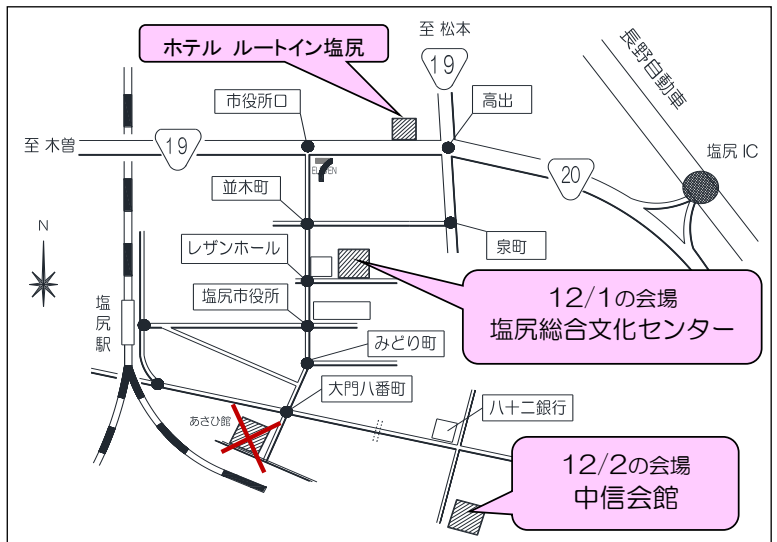 至 松本
ホテル ルートイン塩尻
19
長野自動車
市役所口
高出
至 木曽
19
塩尻 IC
20
並木町
N
泉町
レザンホール
12/1の会場
塩尻総合文化センター
塩尻市役所
塩尻駅
みどり町
大門八番町
八十二銀行
あさひ館
12/2の会場
中信会館